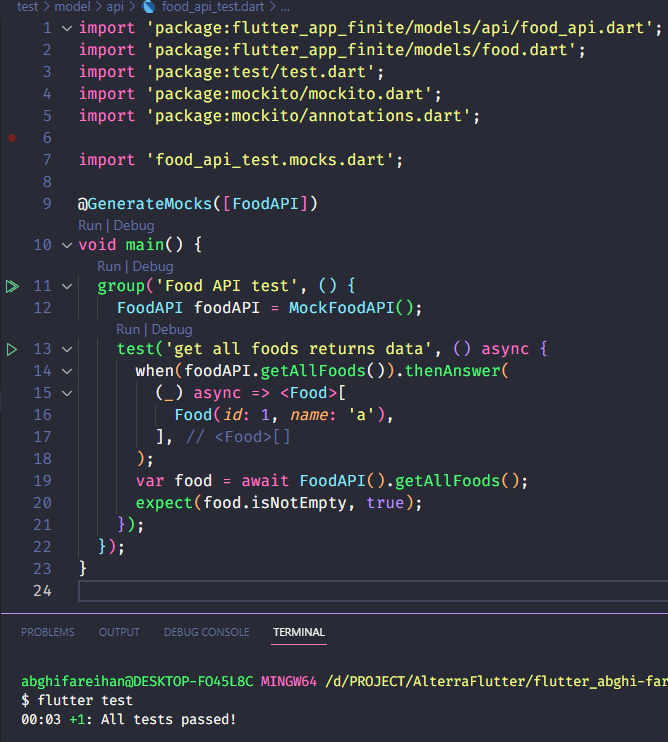 test > model > api > food_api_test.dart > ...
1 import 'package:flutter_app_finite/models/api/food_api.dart';
2 import 'package:flutter_app_finite/models/food.dart';
3 import 'package:test/test.dart';
4 import 'package:mockito/mockito.dart';
5 import 'package:mockito/annotations.dart';
6
7 import 'food_api_test.mocks.dart';
8
9 @GenerateMocks([FoodAPI])
Run | Debug
10 void main() {
Run | Debug
11 group('Food API test', () {
12 FoodAPI foodAPI = MockFoodAPI();
Run | Debug
13 test('get all foods returns data', () async {
14 when(foodAPI.getAllFoods()).thenAnswer(
15 (_) async => <Food>[
16 Food(id: 1, name: 'a'),
17 ], // <Food>[]
18 );
19 var food = await FoodAPI().getAllFoods();
20 expect(food.isNotEmpty, true);
21 });
22 });
23 }
24
PROBLEMS OUTPUT DEBUG CONSOLE TERMINAL
abghifareihan@DESKTOP-FO45L8C MINGW64 /d/PROJECT/AlterraFlutter/flutter_abghi-far
$ flutter test
00:03 +1: All tests passed!